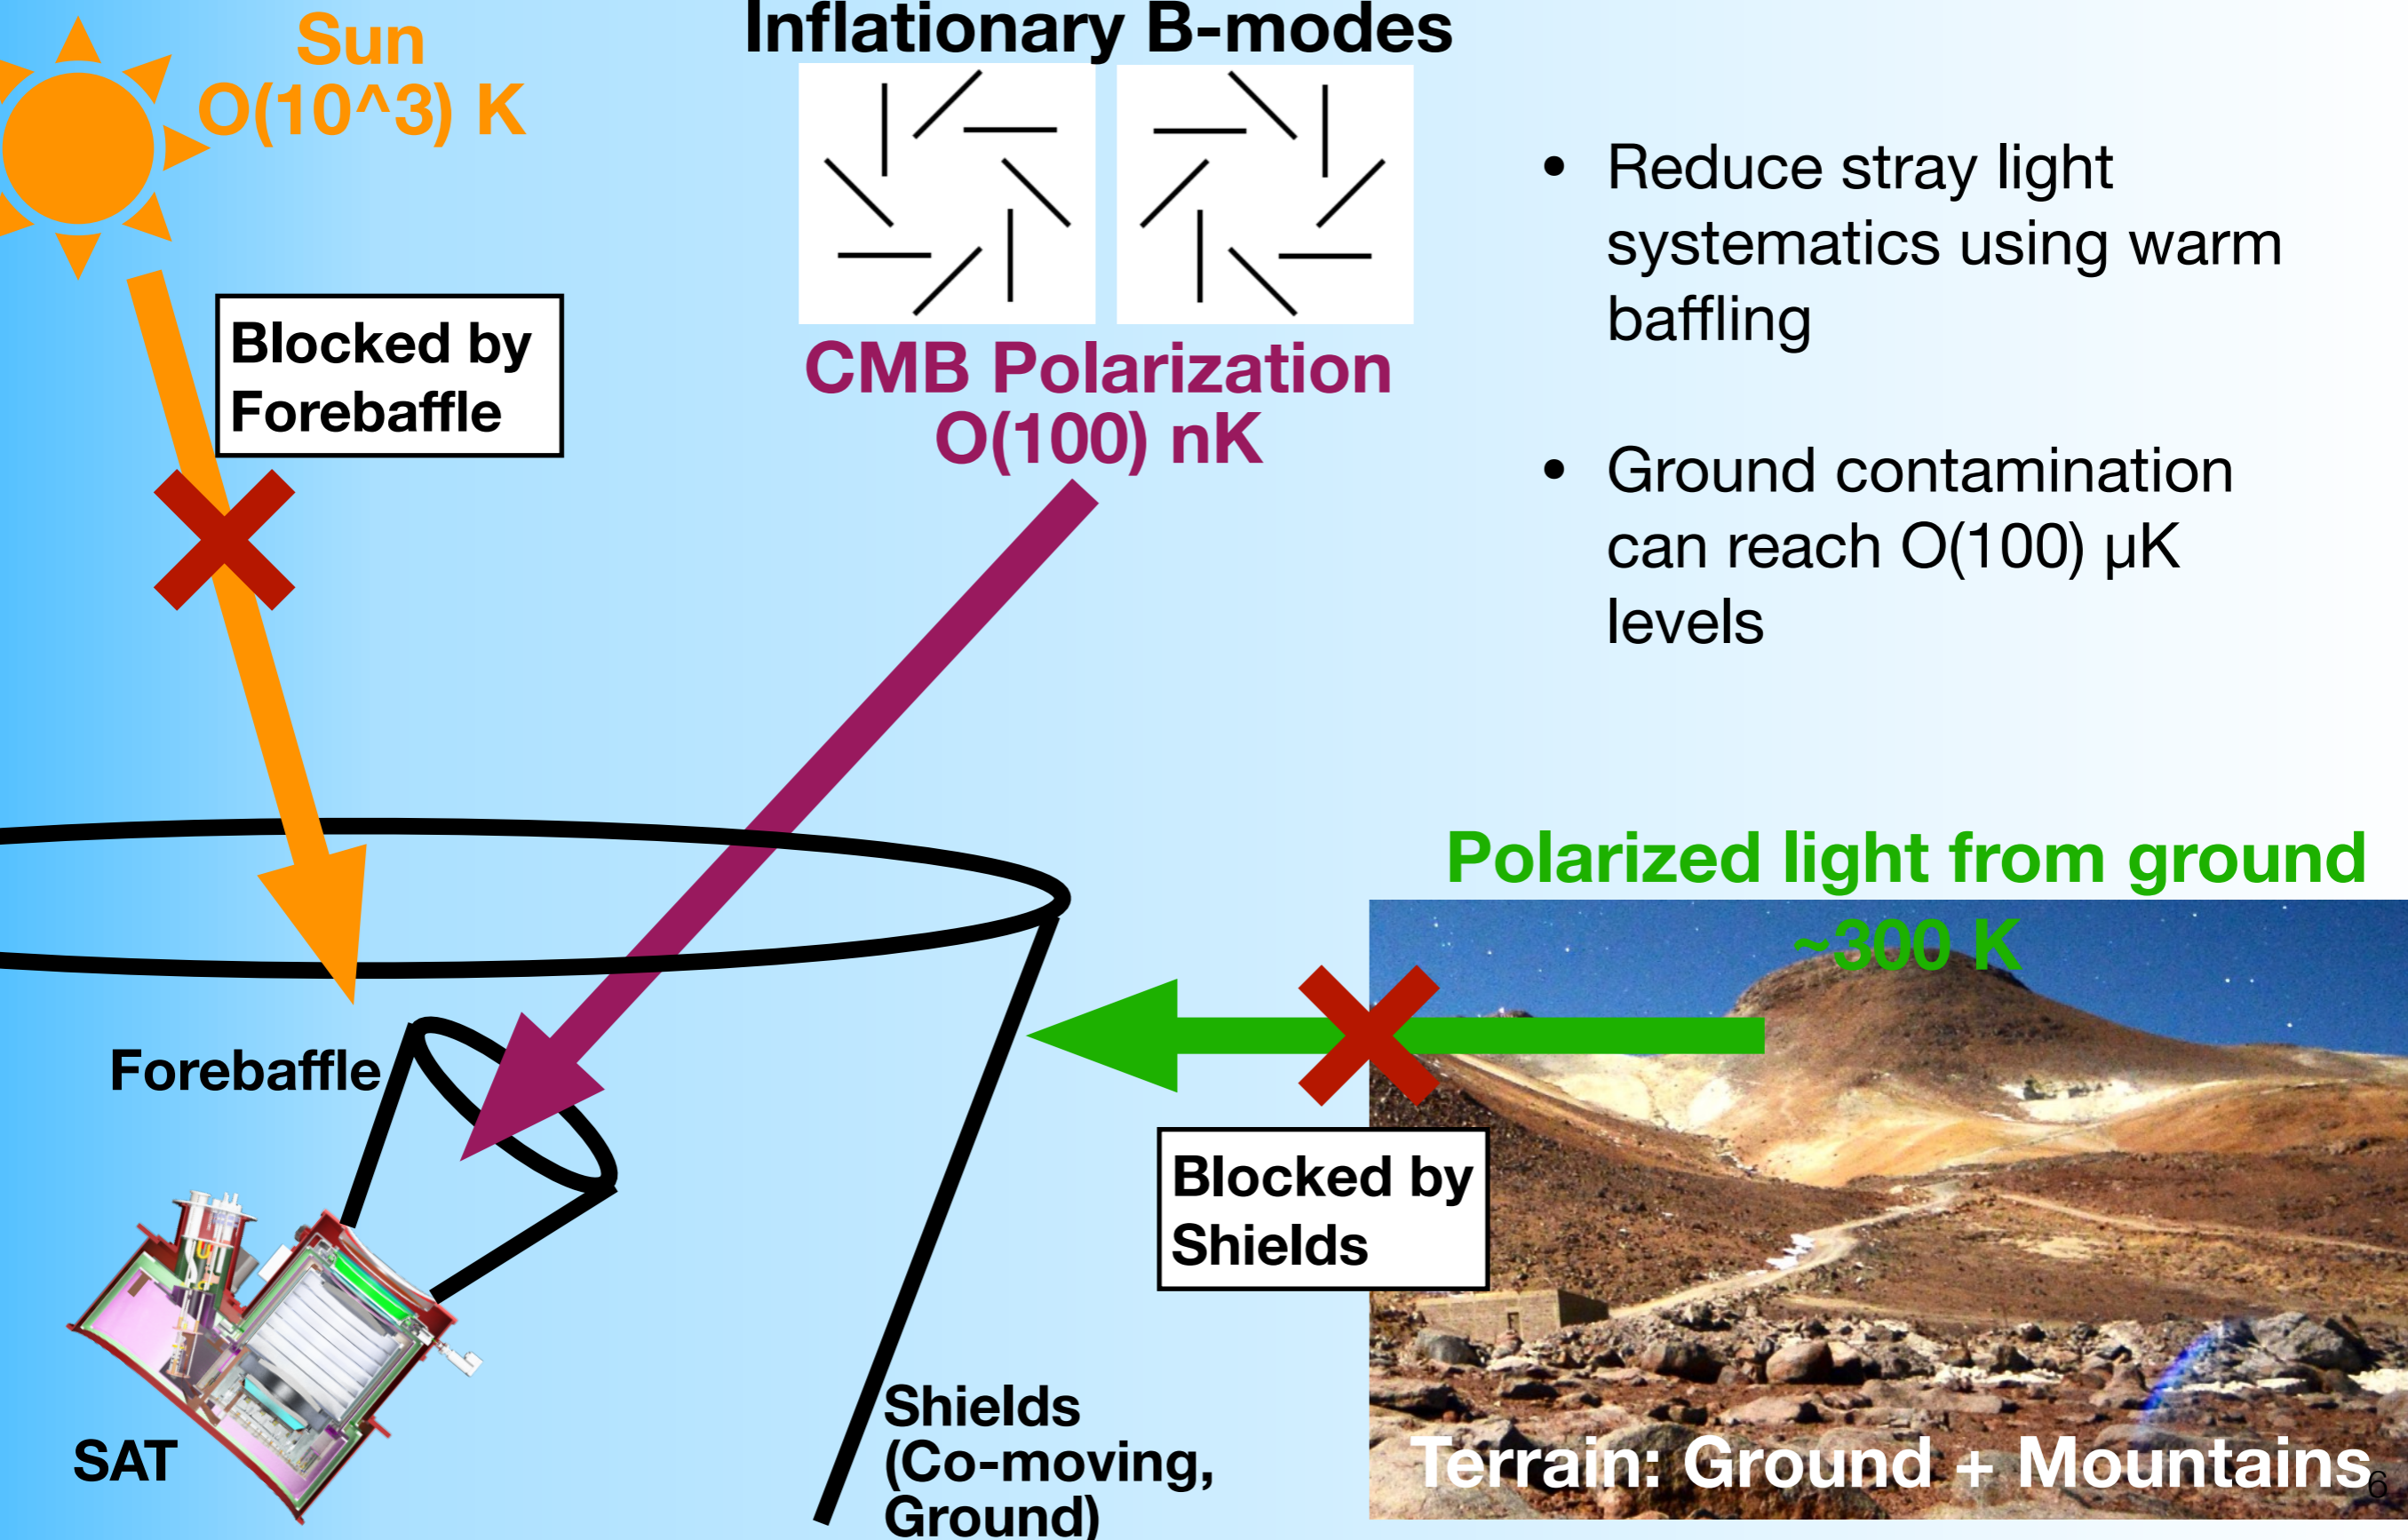 Sun
O(10^3) K
Inflationary B-modes
Blocked by
Forebaffle
CMB Polarization
O(100) nK
• Reduce stray light
systematics using warm
baffling
• Ground contamination
can reach O(100) μK
levels
Polarized light from ground
~300 K
Forebaffle
Blocked by
Shields
SAT
Shields
(Co-moving,
Ground)
Terrain: Ground + Mountains
6